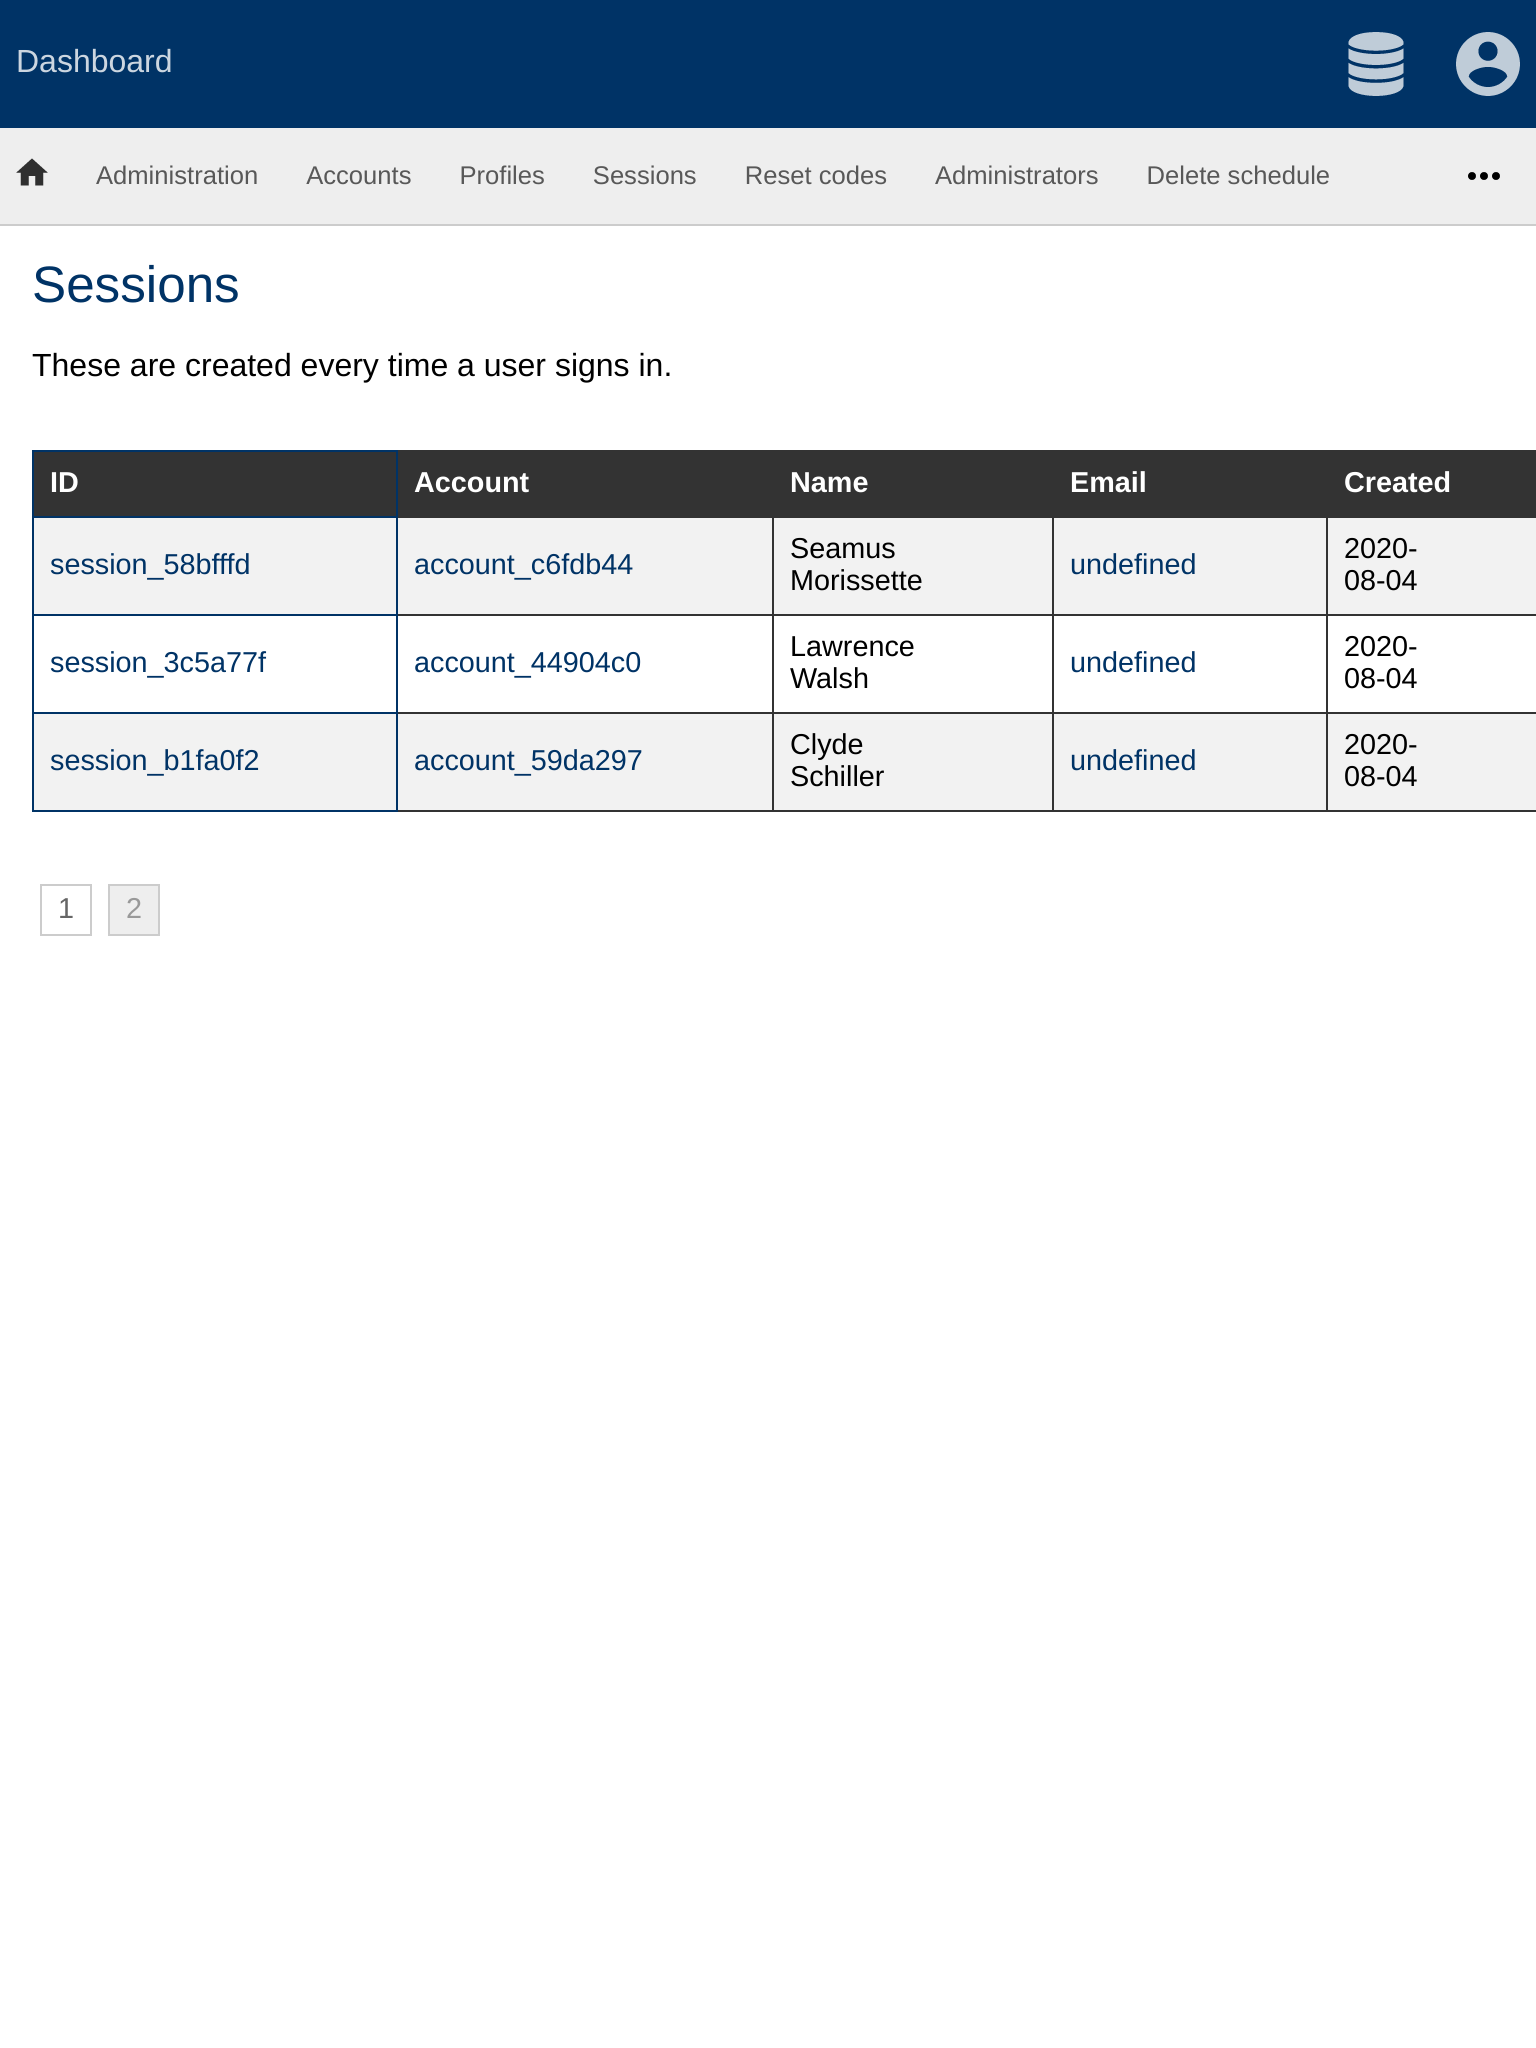 Dashboard
Administration Accounts Profiles Sessions Reset codes Administrators Delete schedule
Sessions
These are created every time a user signs in.
ID Account Name Email Created
session_58bfffd account_c6fdb44 Seamus Morissette undefined 2020-08-04
session_3c5a77f account_44904c0 Lawrence Walsh undefined 2020-08-04
session_b1fa0f2 account_59da297 Clyde Schiller undefined 2020-08-04
1 2